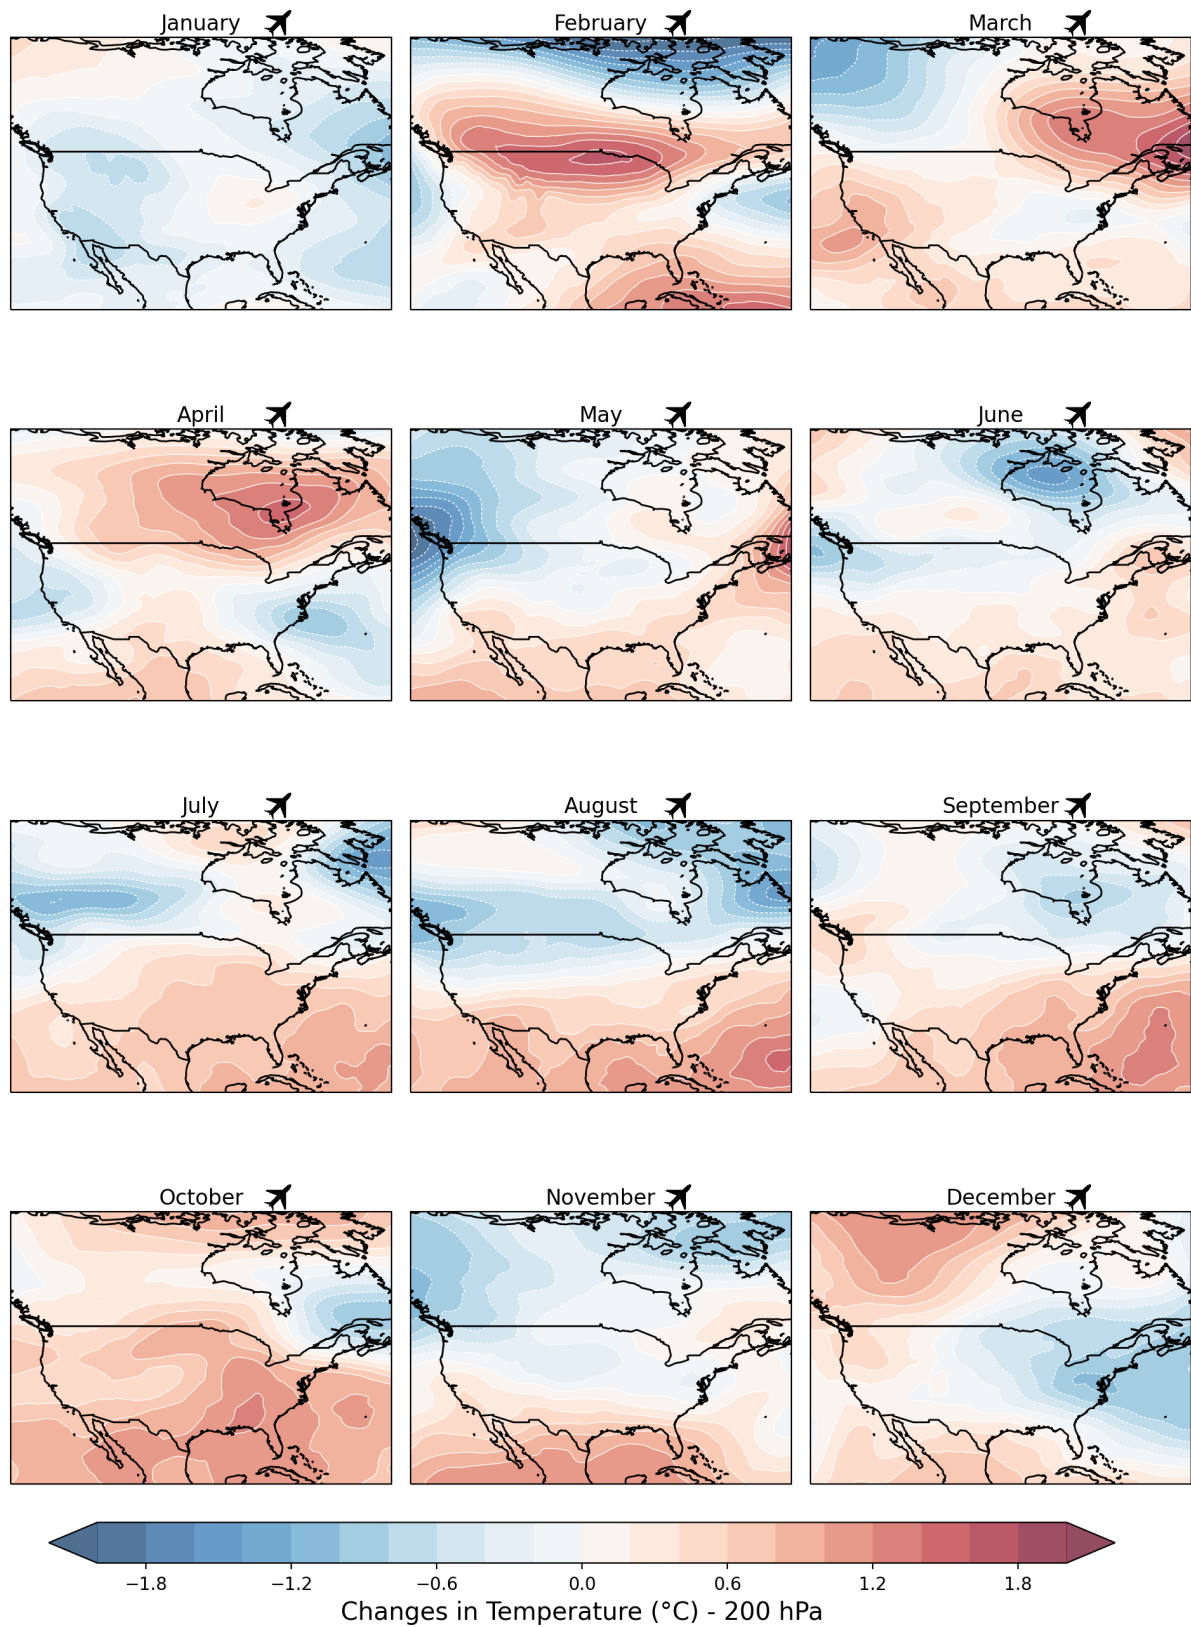 January
February
March
April
May
June
July
August
September
October
November
December
−1.8 −1.2 −0.6 0.0 0.6 1.2 1.8
Changes in Temperature (°C) - 200 hPa